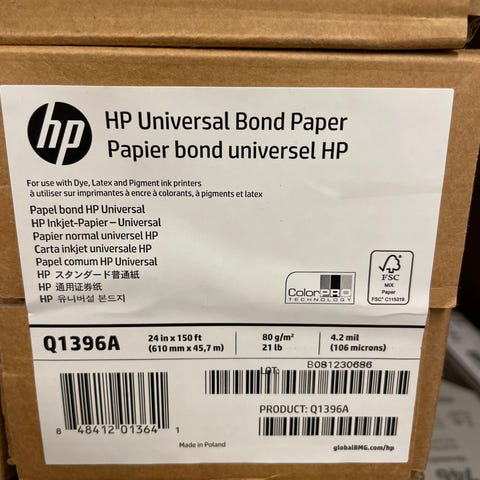 hp
HP Universal Bond Paper
Papier bond universel HP
For use with Dye, Latex and Pigment ink printers
à utiliser sur imprimantes à encre à colorants, à pigments et latex
Papel bond HP Universal
HP Inkjet-Papier – Universal
Papier normal universel HP
Carta inkjet universale HP
Papel comum HP Universal
HP スタンダード普通紙
HP 通用证券纸
HP 유니버설 본드지
ColorPRO
TECHNOLOGY
FSC
MIX
Paper
FSC® C115319
Q1396A
24 in x 150 ft
(610 mm x 45,7 m)
80 g/m²
21 lb
4.2 mil
(106 microns)
LOT: B081230686
PRODUCT: Q1396A
8 48412 01364 1
Made in Poland
globalBMG.com/hp